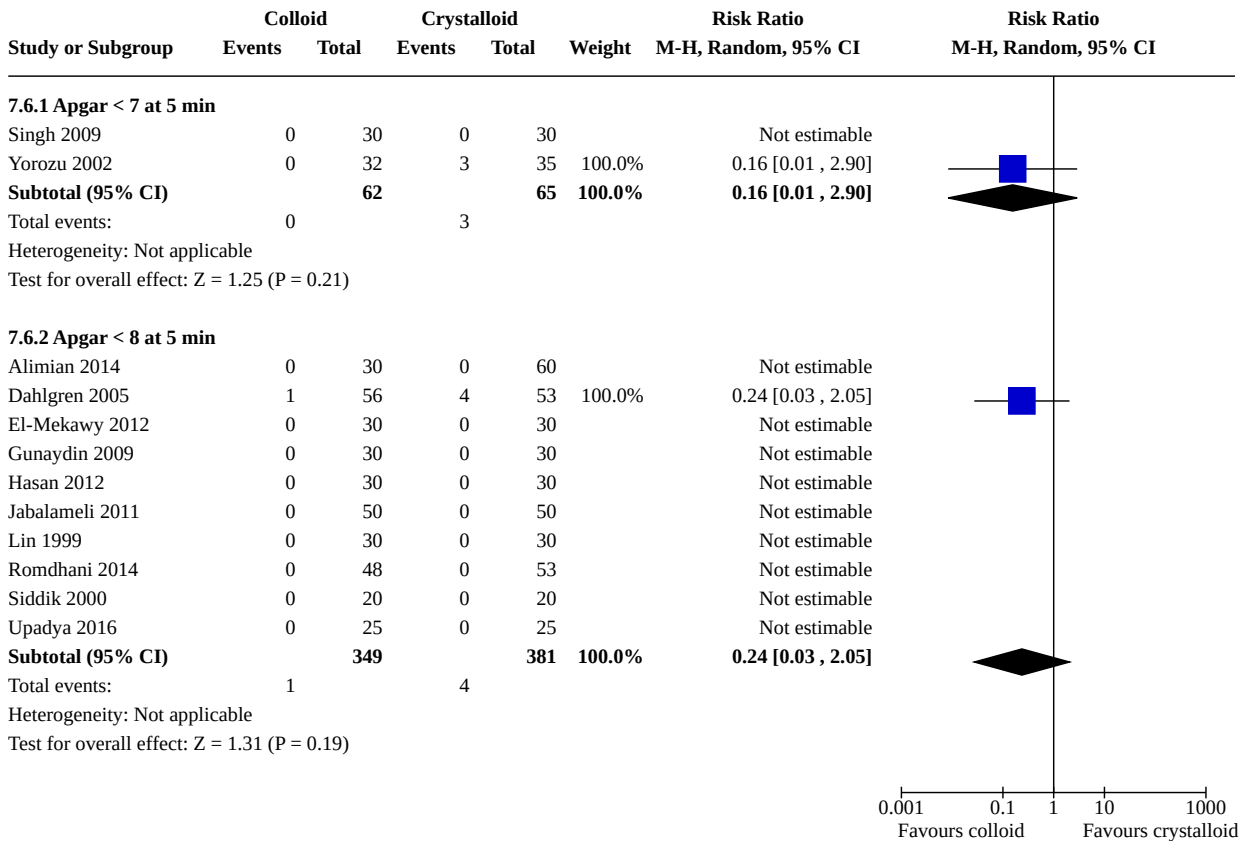 Colloid Crystalloid Risk Ratio Risk Ratio
Study or Subgroup Events Total Events Total Weight M-H, Random, 95% CI M-H, Random, 95% CI
7.6.1 Apgar < 7 at 5 min
Singh 2009 0 30 0 30 Not estimable
Yorozu 2002 0 32 3 35 100.0% 0.16 [0.01 , 2.90]
Subtotal (95% CI) 62 65 100.0% 0.16 [0.01 , 2.90]
Total events: 0 3
Heterogeneity: Not applicable
Test for overall effect: Z = 1.25 (P = 0.21)
7.6.2 Apgar < 8 at 5 min
Alimian 2014 0 30 0 60 Not estimable
Dahlgren 2005 1 56 4 53 100.0% 0.24 [0.03 , 2.05]
El-Mekawy 2012 0 30 0 30 Not estimable
Gunaydin 2009 0 30 0 30 Not estimable
Hasan 2012 0 30 0 30 Not estimable
Jabalameli 2011 0 50 0 50 Not estimable
Lin 1999 0 30 0 30 Not estimable
Romdhani 2014 0 48 0 53 Not estimable
Siddik 2000 0 20 0 20 Not estimable
Upadya 2016 0 25 0 25 Not estimable
Subtotal (95% CI) 349 381 100.0% 0.24 [0.03 , 2.05]
Total events: 1 4
Heterogeneity: Not applicable
Test for overall effect: Z = 1.31 (P = 0.19)
0.001 0.1 1 10 1000
Favours colloid Favours crystalloid